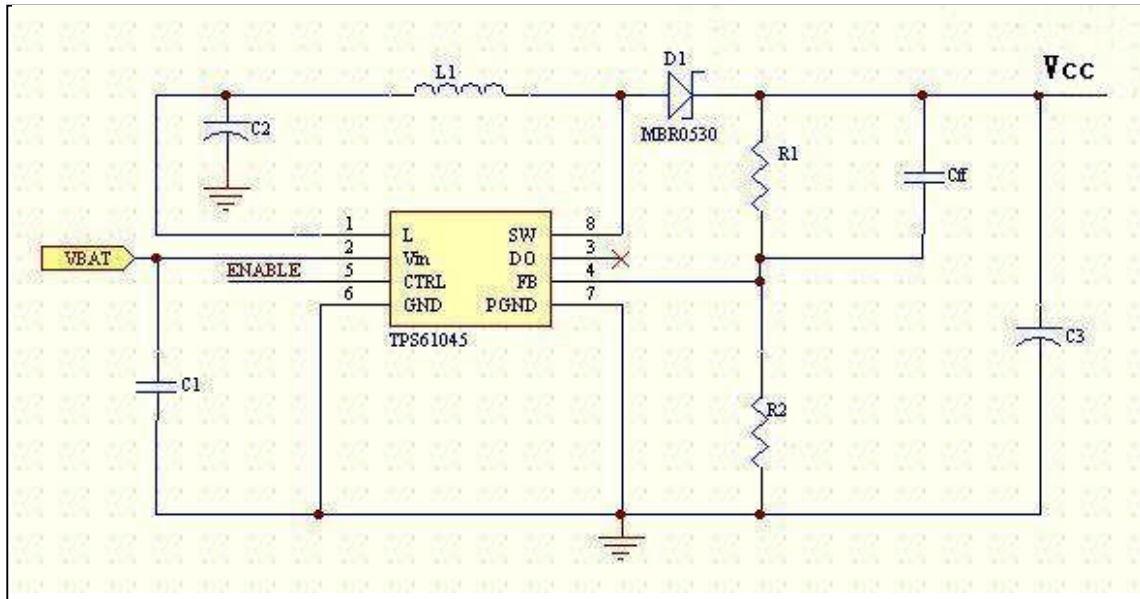 D1
L1
Vcc
C2
MBR0530
R1
Cff
1 L SW 8
VBAT 2 Vin DO 3
ENABLE 5 CTRL FB 4
6 GND PGND 7
TPS61045
C3
C1
R2